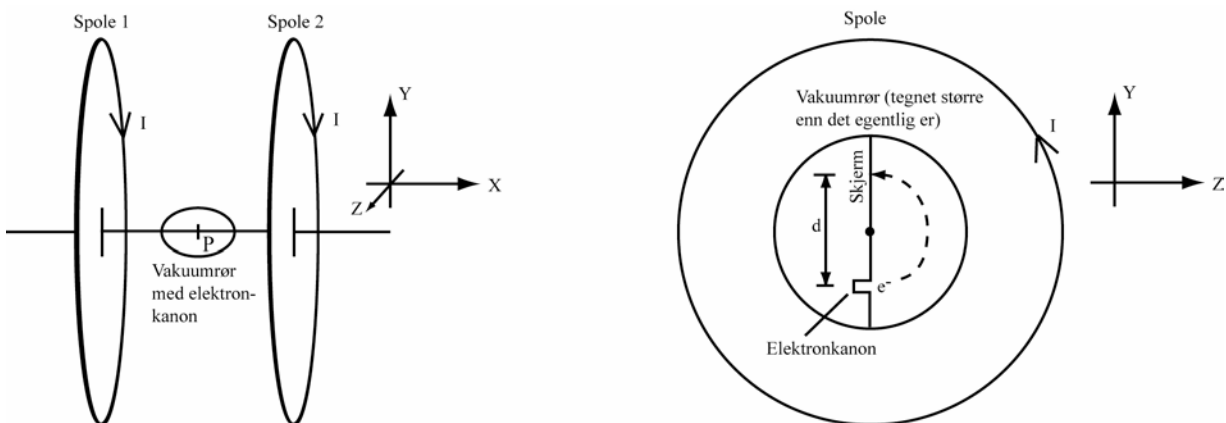 Spole 1
Spole 2
I
I
Y
X
Z
P
Vakuumrør
med elektron-
kanon
Spole
Vakuumrør (tegnet større
enn det egentlig er)
I
Y
Z
Skjerm
d
e-
Elektronkanon